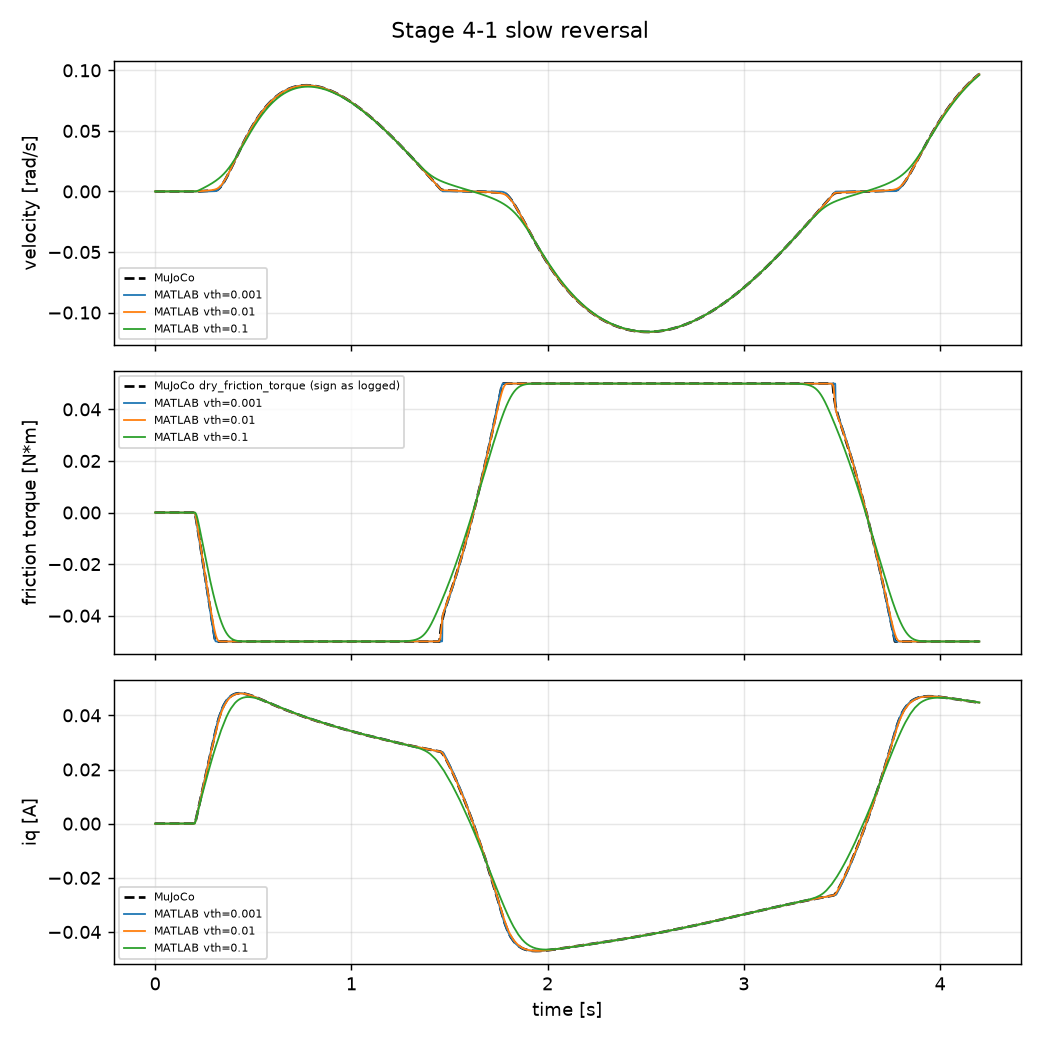 Stage 4-1 slow reversal
velocity [rad/s]
0.10
0.05
0.00
−0.05
−0.10
MuJoCo
MATLAB vth=0.001
MATLAB vth=0.01
MATLAB vth=0.1
friction torque [N*m]
0.04
0.02
0.00
−0.02
−0.04
MuJoCo dry_friction_torque (sign as logged)
MATLAB vth=0.001
MATLAB vth=0.01
MATLAB vth=0.1
iq [A]
0.04
0.02
0.00
−0.02
−0.04
MuJoCo
MATLAB vth=0.001
MATLAB vth=0.01
MATLAB vth=0.1
0 1 2 3 4
time [s]